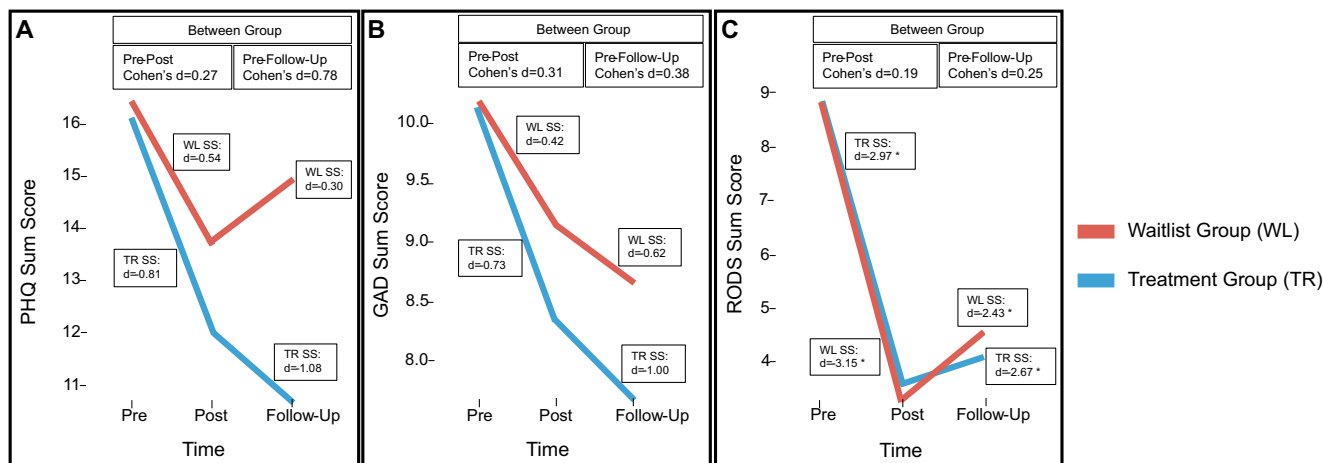 A
Between Group
Pre-Post
Cohen's d=0.27
Pre-Follow-Up
Cohen's d=0.78
PHQ Sum Score
16
15
14
13
12
11
WL SS:
d=-0.54
WL SS:
d=-0.30
TR SS:
d=-0.81
TR SS:
d=-1.08
Pre
Post
Follow-Up
Time
B
Between Group
Pre-Post
Cohen's d=0.31
Pre-Follow-Up
Cohen's d=0.38
GAD Sum Score
10.0
9.5
9.0
8.5
8.0
WL SS:
d=-0.42
WL SS:
d=-0.62
TR SS:
d=-0.73
TR SS:
d=-1.00
Pre
Post
Follow-Up
Time
C
Between Group
Pre-Post
Cohen's d=0.19
Pre-Follow-Up
Cohen's d=0.25
RODS Sum Score
9
8
7
5
4
TR SS:
d=-2.97 *
WL SS:
d=-2.43 *
WL SS:
d=-3.15 *
TR SS:
d=-2.67 *
Pre
Post
Follow-Up
Time
Waitlist Group (WL)
Treatment Group (TR)